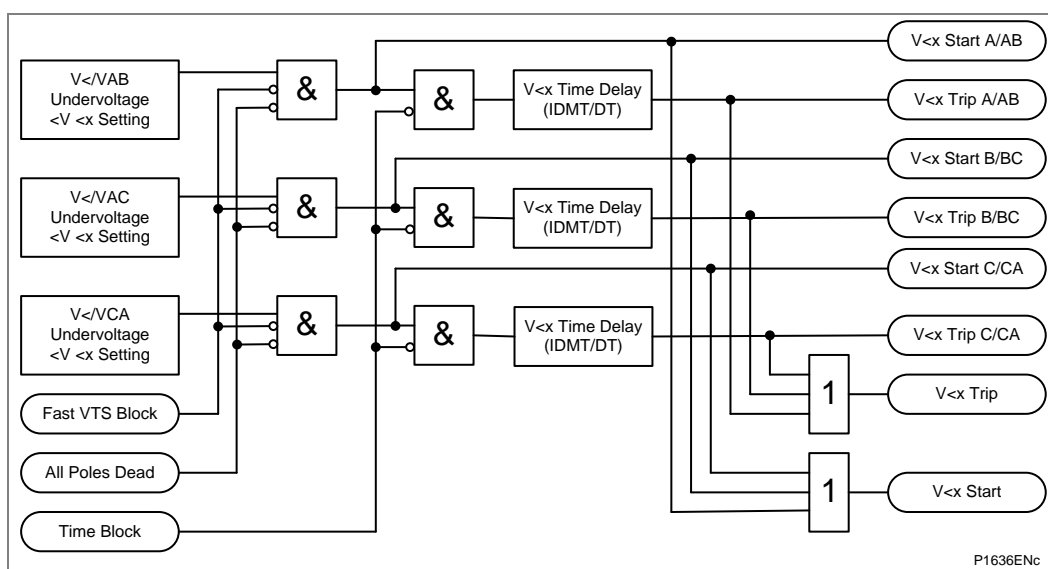 V</VAB
Undervoltage
<V <x Setting
&
&
V<x Time Delay
(IDMT/DT)
V<x Start A/AB
V<x Trip A/AB
V</VAC
Undervoltage
<V <x Setting
&
&
V<x Time Delay
(IDMT/DT)
V<x Start B/BC
V<x Trip B/BC
V</VCA
Undervoltage
<V <x Setting
&
&
V<x Time Delay
(IDMT/DT)
V<x Start C/CA
V<x Trip C/CA
Fast VTS Block
1
V<x Trip
All Poles Dead
1
V<x Start
Time Block
P1636ENc